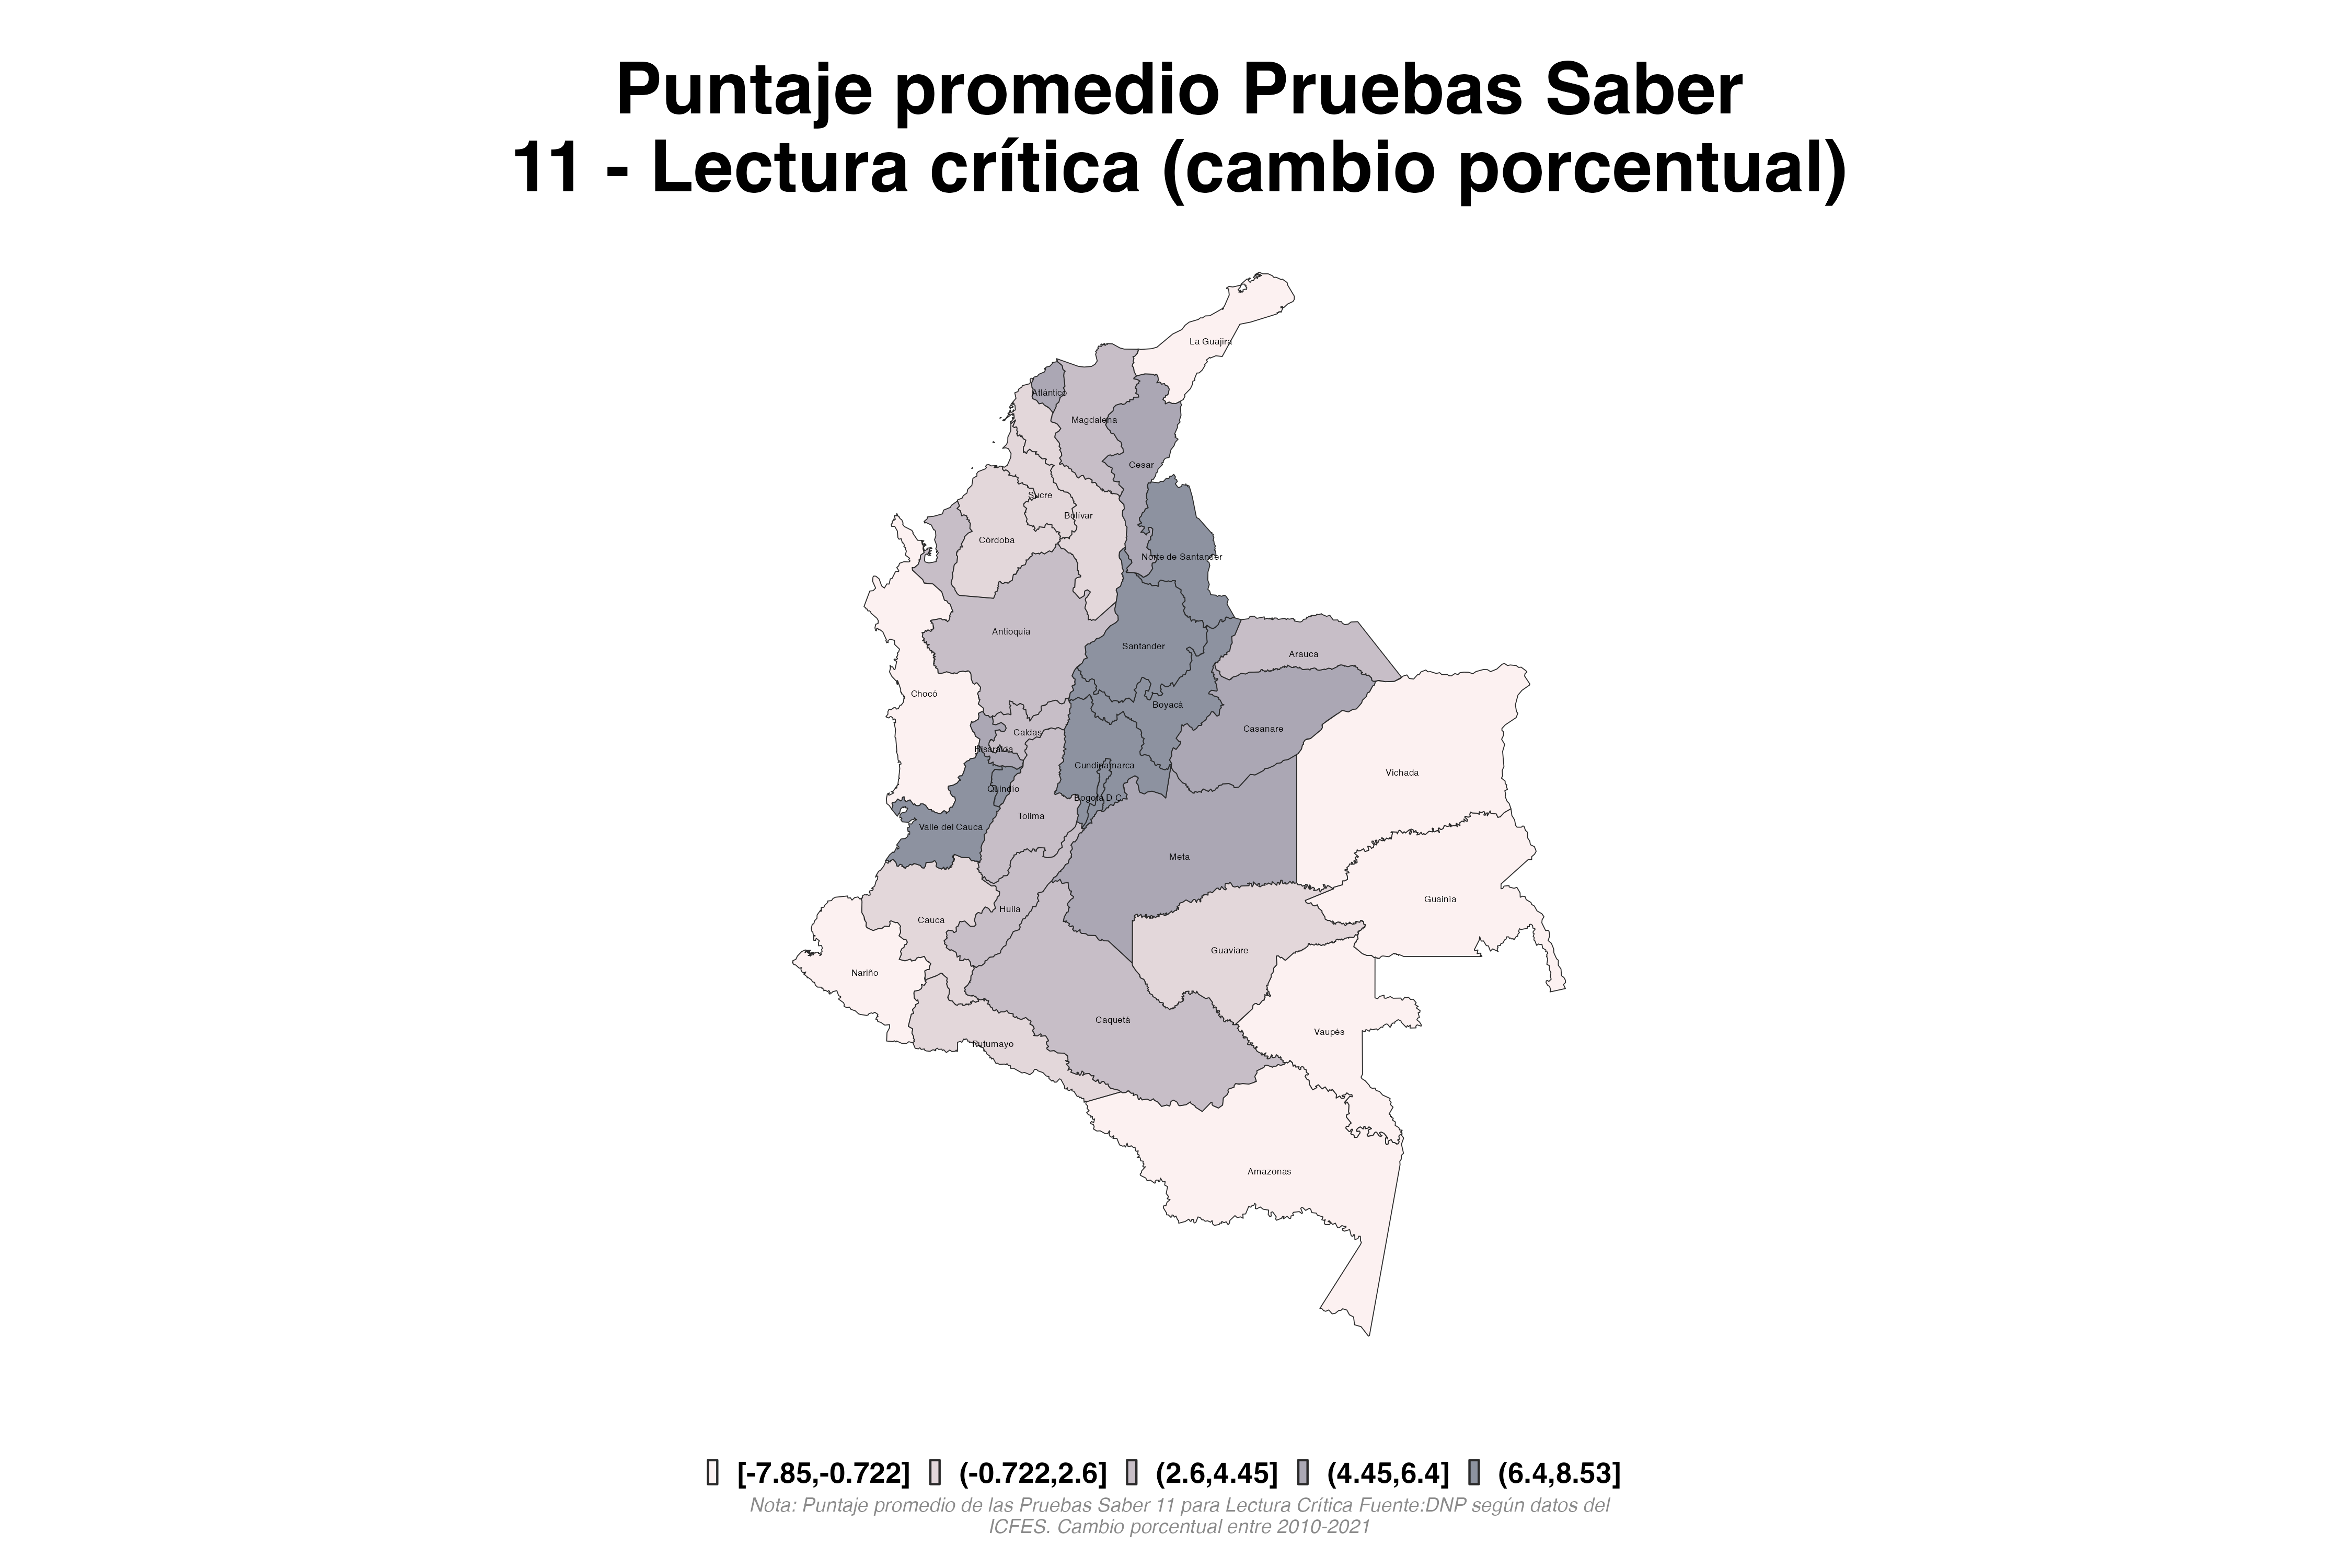 Puntaje promedio Pruebas Saber
11 - Lectura crítica (cambio porcentual)
La Guajira
Atlántico
Magdalena
Cesar
Sucre
Bolívar
Córdoba
Norte de Santander
Antioquia
Santander
Arauca
Chocó
Boyacá
Casanare
Caldas
Risaralda
Cundinamarca
Vichada
Quindío
Bogotá D.C.
Tolima
Valle del Cauca
Meta
Guainía
Huila
Cauca
Guaviare
Nariño
Caquetá
Vaupés
Putumayo
Amazonas
[-7.85,-0.722] (-0.722,2.6] (2.6,4.45] (4.45,6.4] (6.4,8.53]
Nota: Puntaje promedio de las Pruebas Saber 11 para Lectura Crítica Fuente:DNP según datos del
ICFES. Cambio porcentual entre 2010-2021